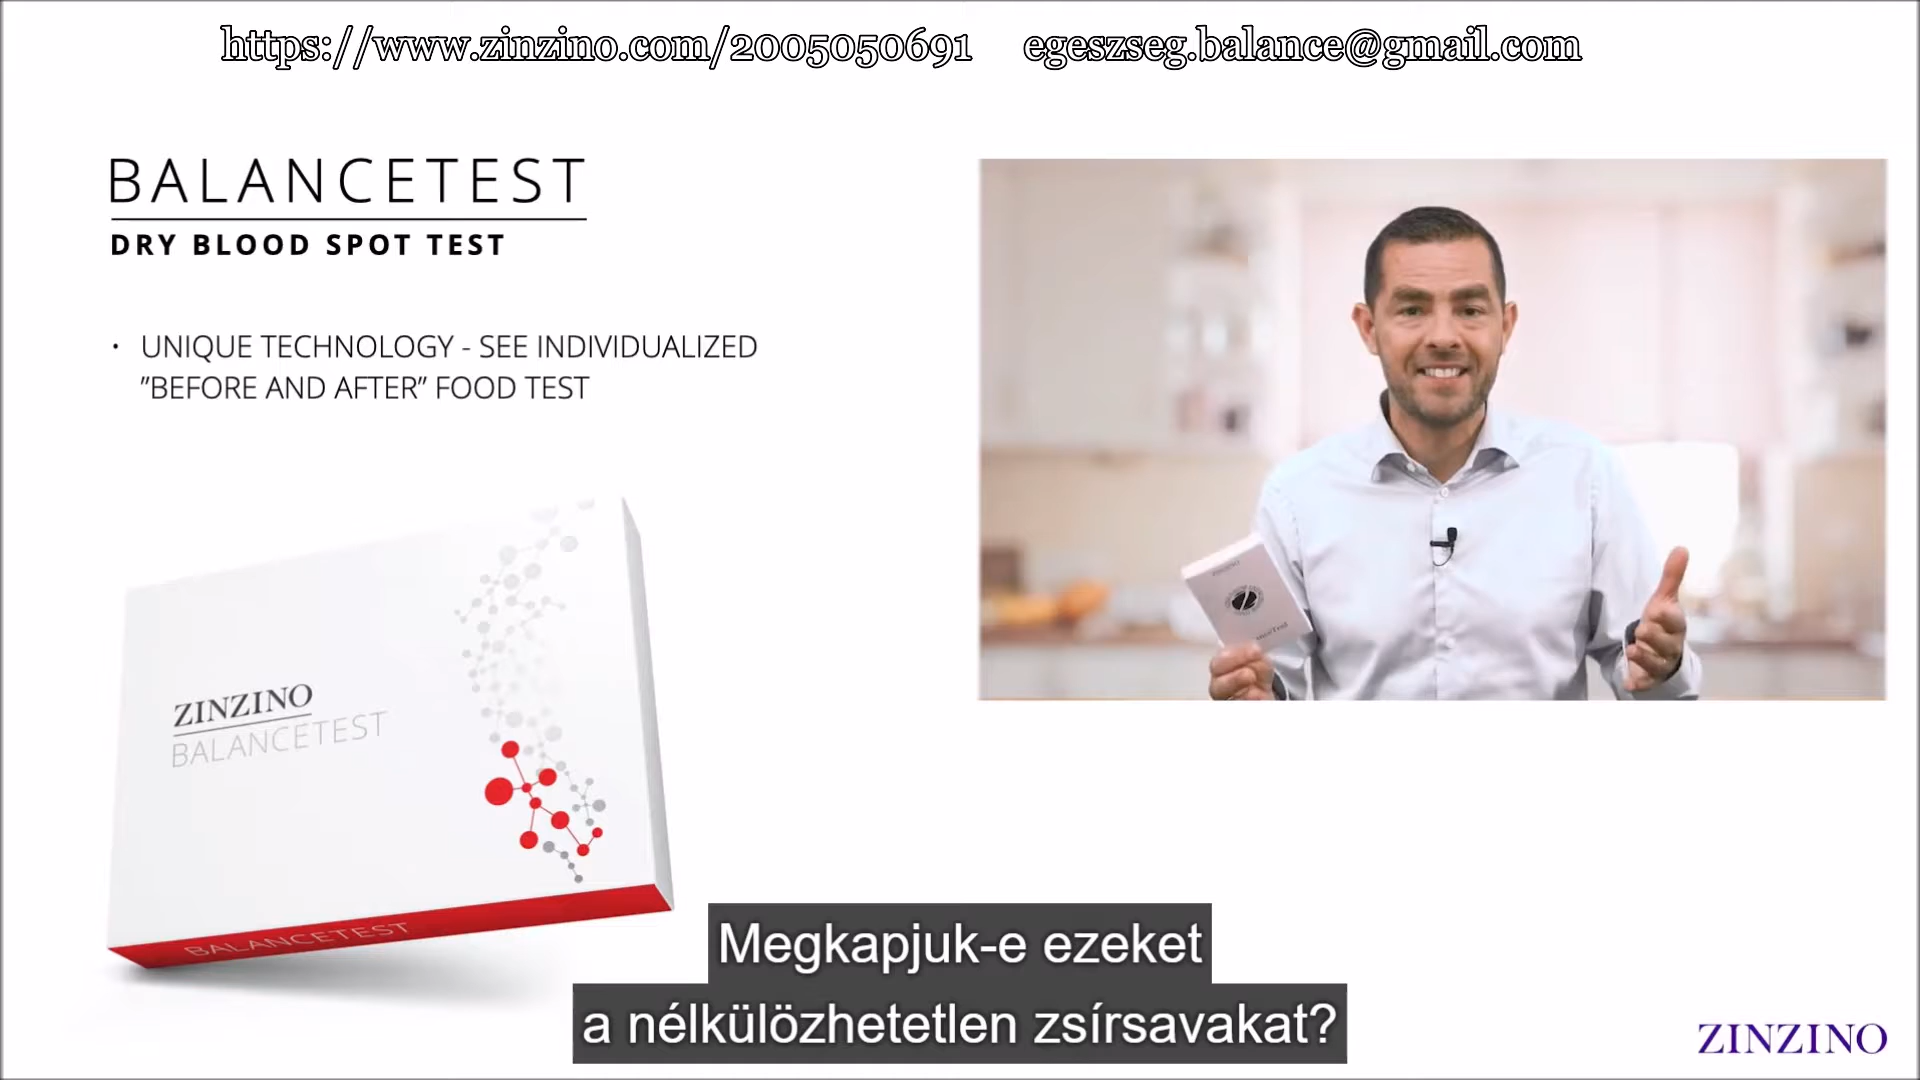 https://www.zinzino.com/2005050691 egeszseg.balance@gmail.com
BALANCETEST
DRY BLOOD SPOT TEST
• UNIQUE TECHNOLOGY - SEE INDIVIDUALIZED
”BEFORE AND AFTER” FOOD TEST
ZINZINO
BALANCETEST
BALANCETEST
Megkapjuk-e ezeket
a nélkülözhetetlen zsírsavakat?
ZINZINO